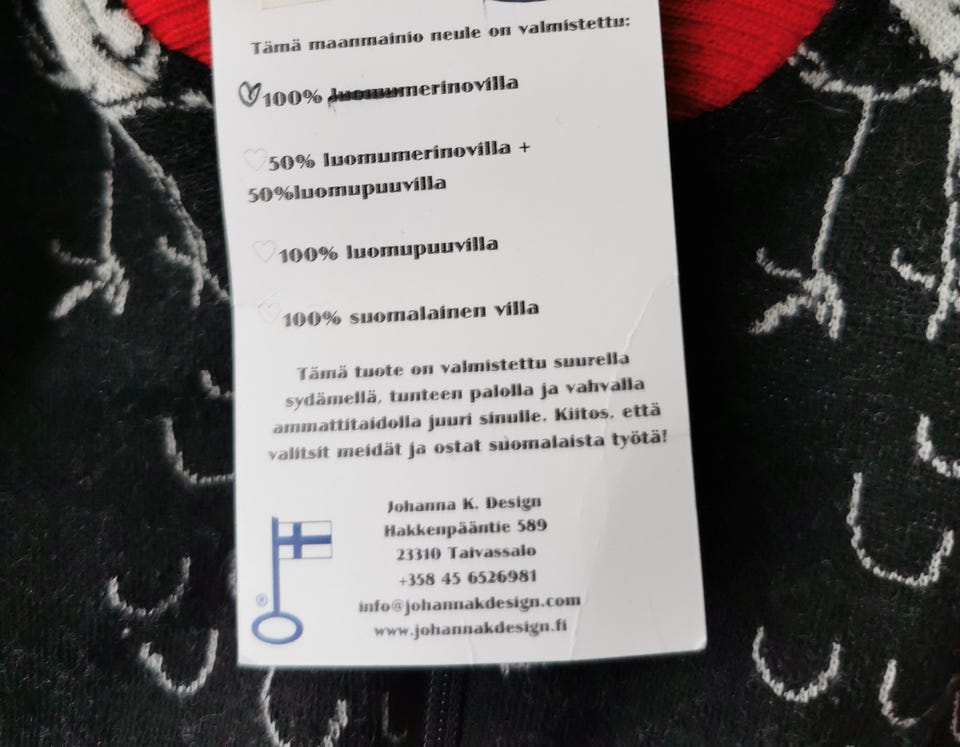 Tämä maanmainio neule on valmistettu:
100% luomumerinovilla
50% luomumerinovilla +
50%luomupuuvilla
100% luomupuuvilla
100% suomalainen villa
Tämä tuote on valmistettu suurella
sydämellä, tunteen palolla ja vahvalla
ammattitaidolla juuri sinulle. Kiitos, että
valitsit meidät ja ostat suomalaista työtä!
Johanna K. Design
Hakkenpääntie 589
23310 Taivassalo
+358 45 6526981
info@johannakdesign.com
www.johannakdesign.fi
®